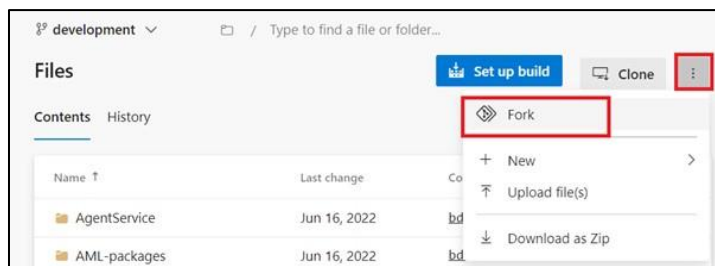 development / Type to find a file or folder...
Files Set up build Clone
Contents History Fork
New
Name ↑ Last change Co
Upload file(s)
AgentService Jun 16, 2022 bd
Download as Zip
AML-packages Jun 16, 2022 bd